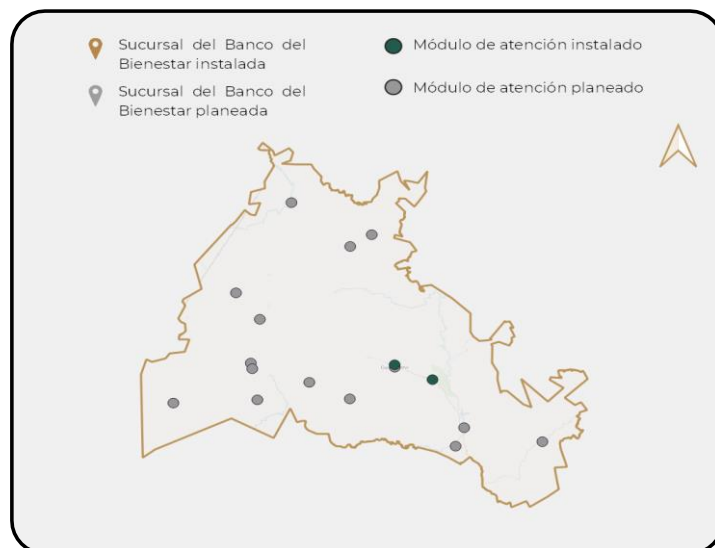 Sucursal del Banco del
Bienestar instalada
Sucursal del Banco del
Bienestar planeada
Módulo de atención instalado
Módulo de atención planeado